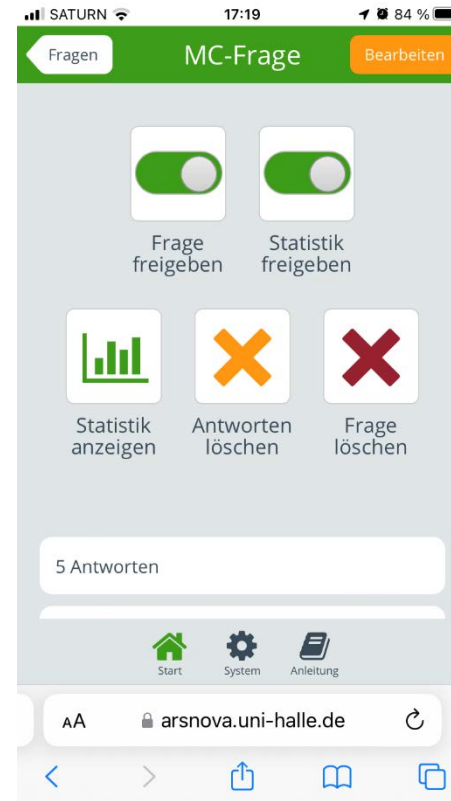 SATURN 17:19 84 %
Fragen MC-Frage Bearbeiten
Frage freigeben
Statistik freigeben
Statistik anzeigen
Antworten löschen
Frage löschen
5 Antworten
Start System Anleitung
AA arsnova.uni-halle.de